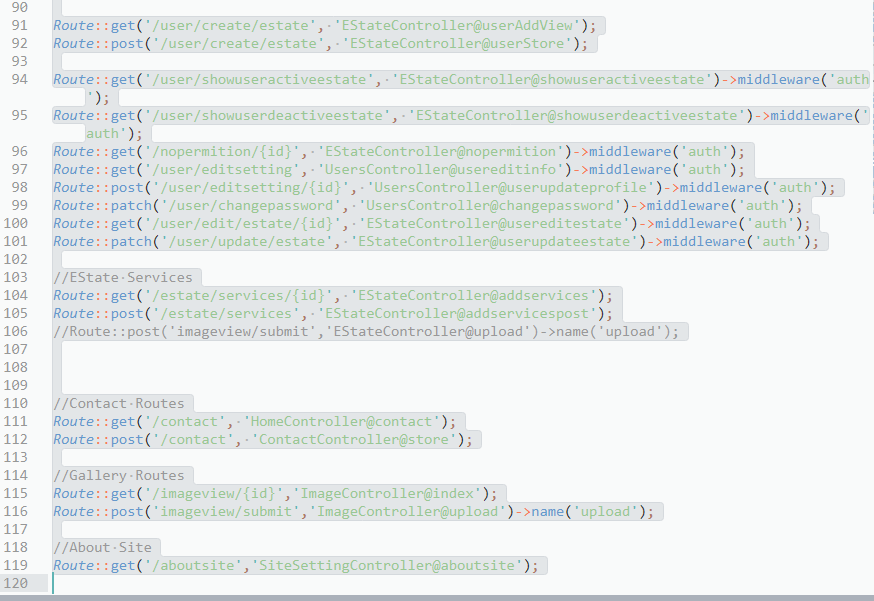 90
91 Route::get('/user/create/estate', 'EStateController@userAddView');
92 Route::post('/user/create/estate', 'EStateController@userStore');
93
94 Route::get('/user/showuseractiveestate', 'EStateController@showuseractiveestate')->middleware('auth
');
95 Route::get('/user/showuserdeactiveestate', 'EStateController@showuserdeactiveestate')->middleware('
auth');
96 Route::get('/nopermition/{id}', 'EStateController@nopermition')->middleware('auth');
97 Route::get('/user/editsetting', 'UsersController@usereditinfo')->middleware('auth');
98 Route::post('/user/editsetting/{id}', 'UsersController@userupdateprofile')->middleware('auth');
99 Route::patch('/user/changepassword', 'UsersController@changepassword')->middleware('auth');
100 Route::get('/user/edit/estate/{id}', 'EStateController@usereditestate')->middleware('auth');
101 Route::patch('/user/update/estate', 'EStateController@userupdateestate')->middleware('auth');
102
103 //EState Services
104 Route::get('/estate/services/{id}', 'EStateController@addservices');
105 Route::post('/estate/services', 'EStateController@addservicespost');
106 //Route::post('imageview/submit','EStateController@upload')->name('upload');
107
108
109
110 //Contact Routes
111 Route::get('/contact', 'HomeController@contact');
112 Route::post('/contact', 'ContactController@store');
113
114 //Gallery Routes
115 Route::get('/imageview/{id}','ImageController@index');
116 Route::post('imageview/submit','ImageController@upload')->name('upload');
117
118 //About Site
119 Route::get('/aboutsite','SiteSettingController@aboutsite');
120